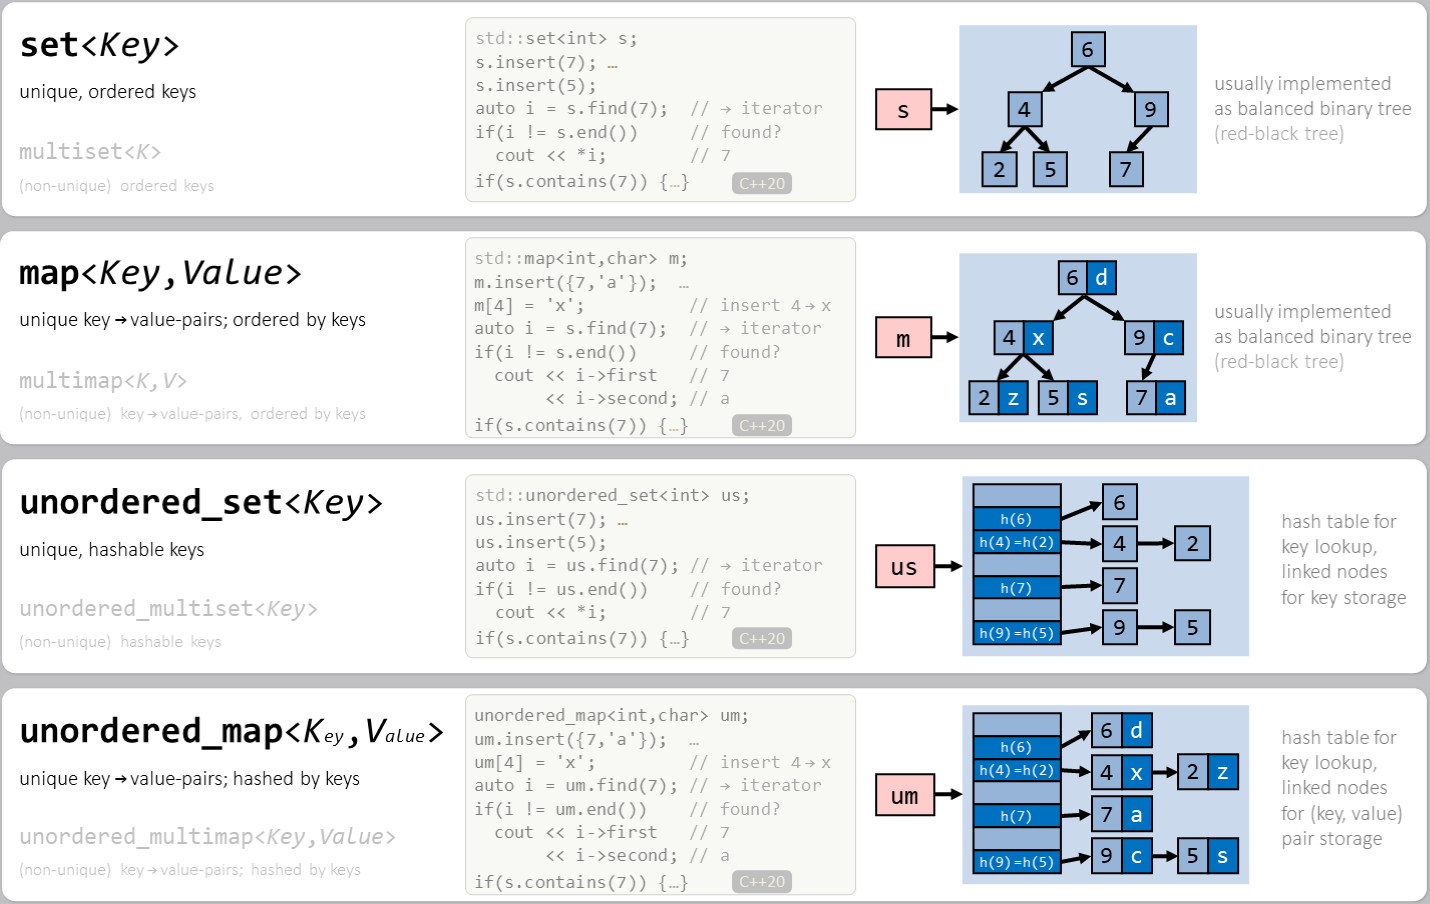 set<Key>
unique, ordered keys
multiset<K>
(non-unique) ordered keys
std::set<int> s;
s.insert(7); …
s.insert(5);
auto i = s.find(7);  // → iterator
if(i != s.end())     // found?
  cout << *i;        // 7
if(s.contains(7)) {…}    C++20
s
6
4 9
2 5 7
usually implemented
as balanced binary tree
(red-black tree)
map<Key,Value>
unique key → value-pairs; ordered by keys
multimap<K,V>
(non-unique) key → value-pairs, ordered by keys
std::map<int,char> m;
m.insert({7,'a'});  …
m[4] = 'x';          // insert 4 → x
auto i = s.find(7);  // → iterator
if(i != s.end())     // found?
  cout << i->first   // 7
       << i->second; // a
if(s.contains(7)) {…}    C++20
m
6 d
4 x 9 c
2 z 5 s 7 a
usually implemented
as balanced binary tree
(red-black tree)
unordered_set<Key>
unique, hashable keys
unordered_multiset<Key>
(non-unique) hashable keys
std::unordered_set<int> us;
us.insert(7); …
us.insert(5);
auto i = us.find(7); // → iterator
if(i != us.end())    // found?
  cout << *i;        // 7
if(s.contains(7)) {…}    C++20
us
h(6) 6
h(4)=h(2) 4 2
h(7) 7
h(9)=h(5) 9 5
hash table for
key lookup,
linked nodes
for key storage
unordered_map<Key,Value>
unique key → value-pairs; hashed by keys
unordered_multimap<Key,Value>
(non-unique) key → value-pairs; hashed by keys
unordered_map<int,char> um;
um.insert({7,'a'});  …
um[4] = 'x';         // insert 4 → x
auto i = um.find(7); // → iterator
if(i != um.end())    // found?
  cout << i->first   // 7
       << i->second; // a
if(s.contains(7)) {…}    C++20
um
h(6) 6 d
h(4)=h(2) 4 x 2 z
h(7) 7 a
h(9)=h(5) 9 c 5 s
hash table for
key lookup,
linked nodes
for (key, value)
pair storage